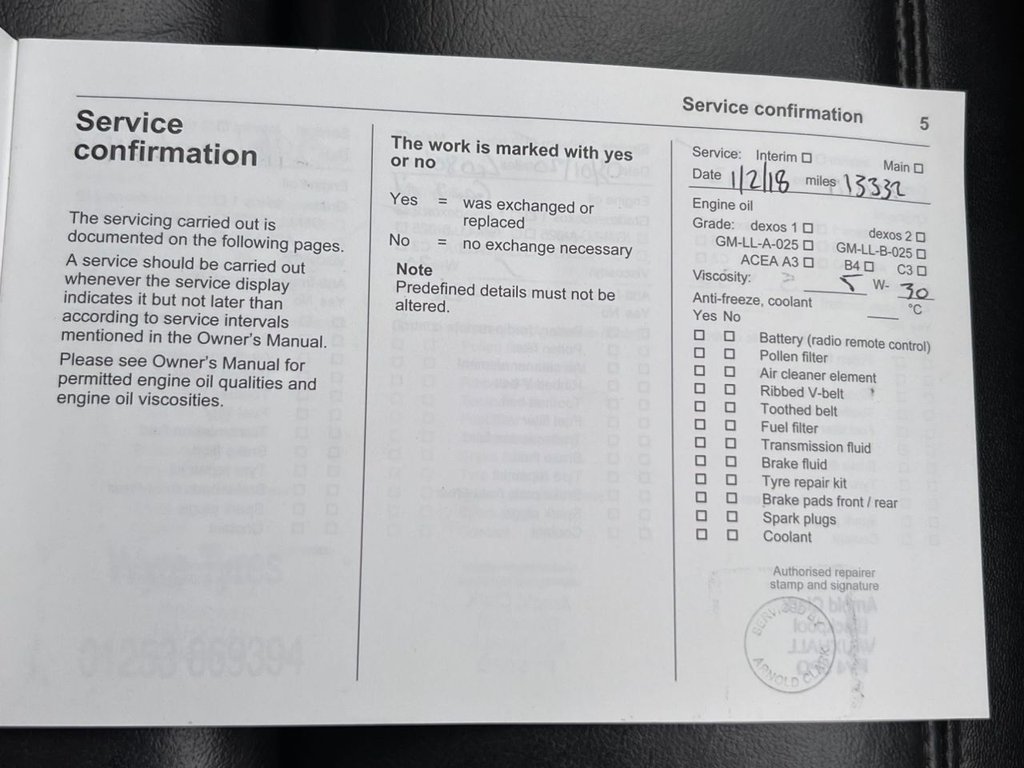 Service confirmation 5
Service
confirmation
The servicing carried out is
documented on the following pages.
A service should be carried out
whenever the service display
indicates it but not later than
according to service intervals
mentioned in the Owner's Manual.
Please see Owner's Manual for
permitted engine oil qualities and
engine oil viscosities.
The work is marked with yes
or no
Yes = was exchanged or
replaced
No = no exchange necessary
Note
Predefined details must not be
altered.
Service: Interim Main
Date 1/2/18 miles 13332
Engine oil
Grade: dexos 1 dexos 2
GM-LL-A-025 GM-LL-B-025
ACEA A3 B4 C3
Viscosity: 5 W- 30
Anti-freeze, coolant °C
Yes No
Battery (radio remote control)
Pollen filter
Air cleaner element
Ribbed V-belt
Toothed belt
Fuel filter
Transmission fluid
Brake fluid
Tyre repair kit
Brake pads front / rear
Spark plugs
Coolant
Authorised repairer
stamp and signature
SERVICED BY
ARNOLD CLARK